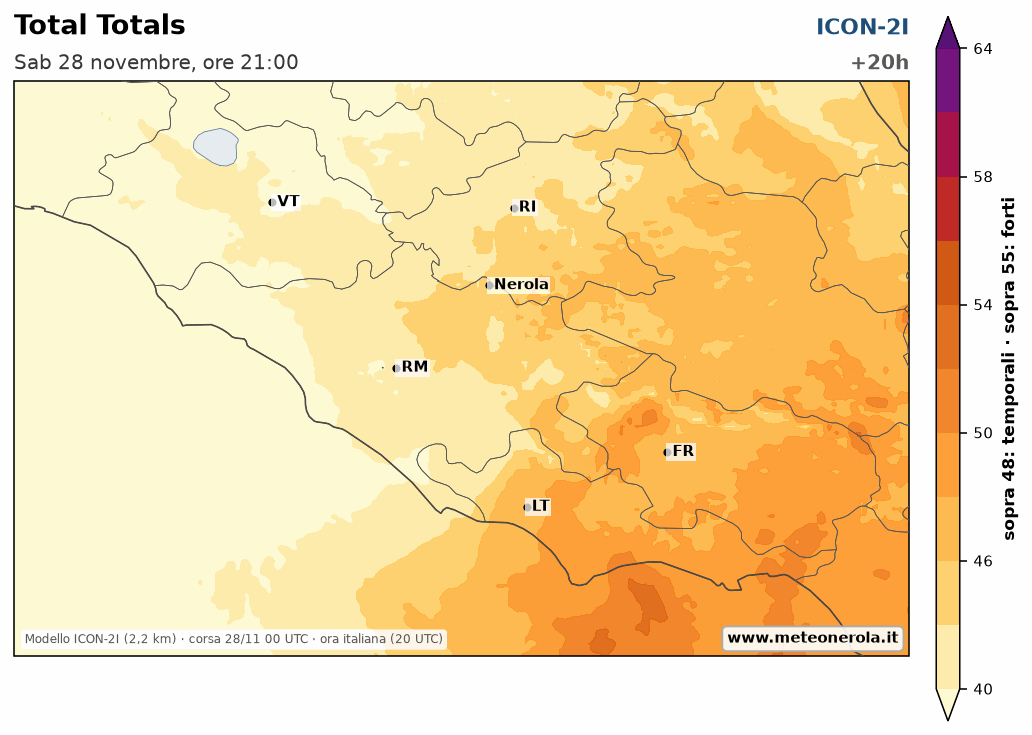 Total Totals
ICON-2I
Sab 28 novembre, ore 21:00
+20h
VT
RI
Nerola
RM
FR
LT
Modello ICON-2I (2,2 km) · corsa 28/11 00 UTC · ora italiana (20 UTC)
www.meteonerola.it
64
58
54
50
46
40
sopra 48: temporali · sopra 55: forti